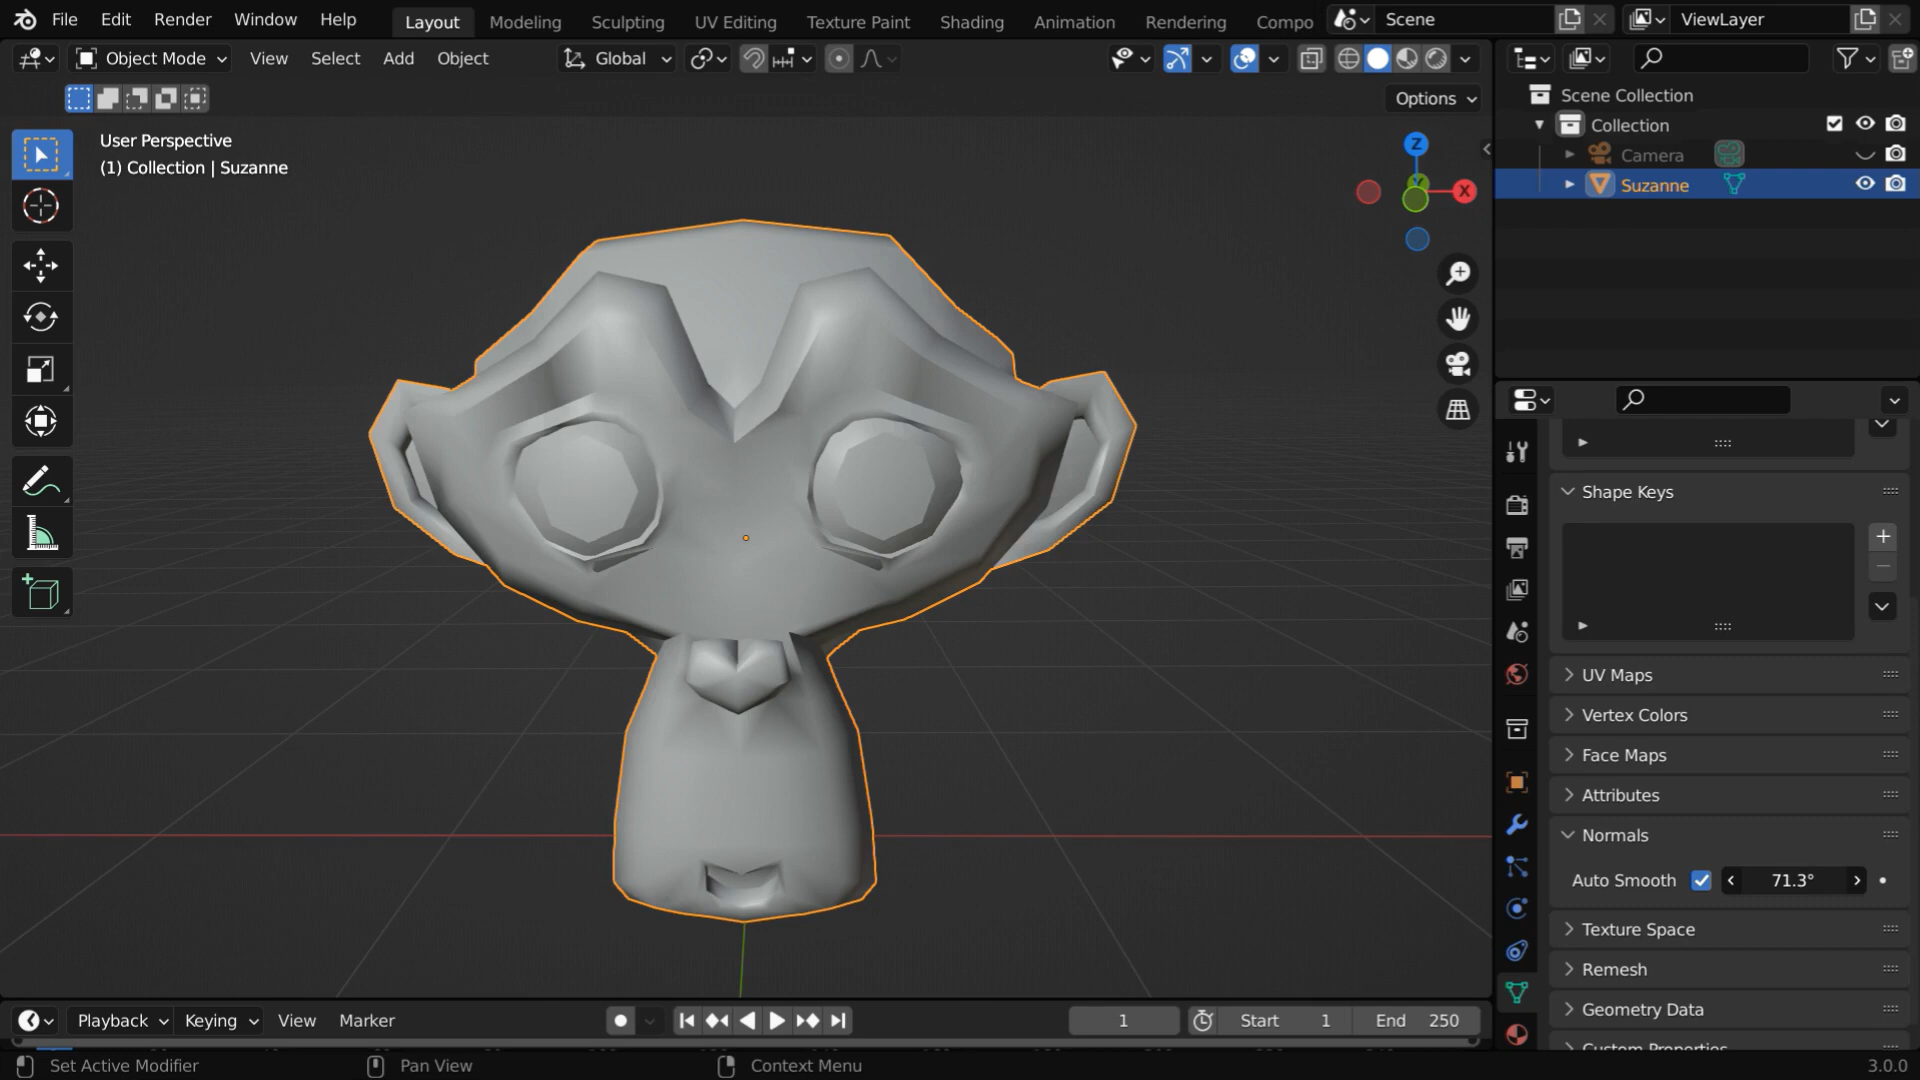 File Edit Render Window Help Layout Modeling Sculpting UV Editing Texture Paint Shading Animation Rendering Compo Scene ViewLayer
Object Mode View Select Add Object Global
Options
User Perspective
(1) Collection | Suzanne
Z
Y
X
Scene Collection
Collection
Camera
Suzanne
Shape Keys
UV Maps
Vertex Colors
Face Maps
Attributes
Normals
Auto Smooth 71.3°
Texture Space
Remesh
Geometry Data
Custom Properties
Playback Keying View Marker 1 Start 1 End 250
Set Active Modifier Pan View Context Menu 3.0.0